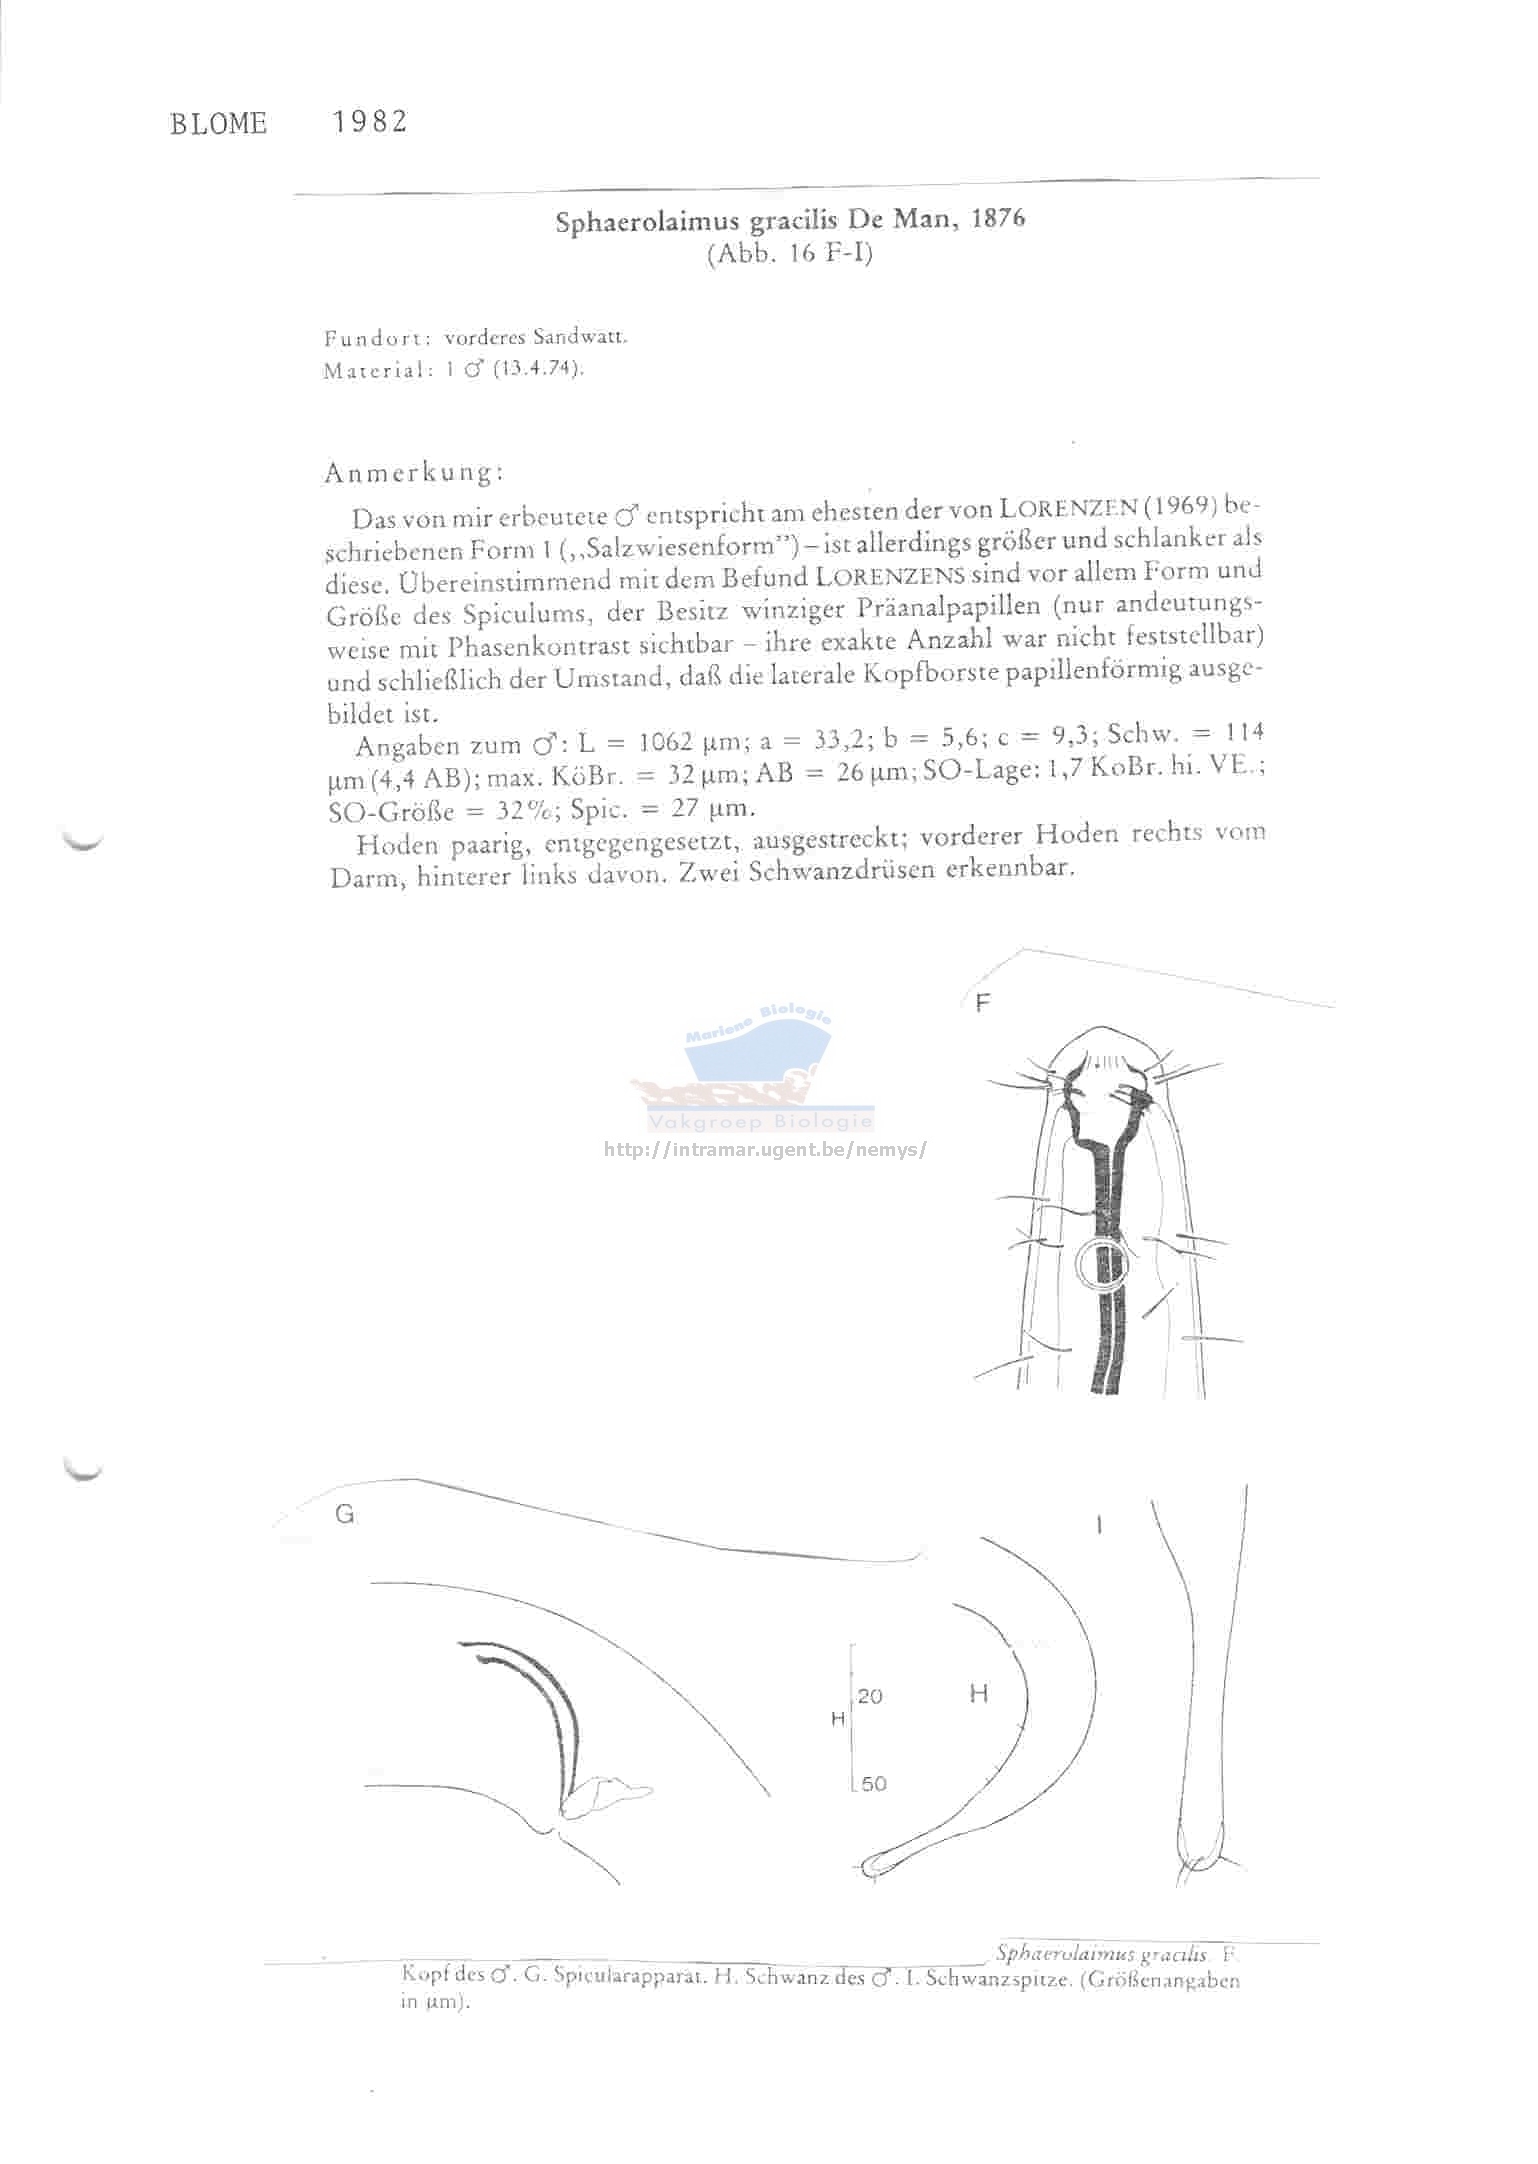 BLOME 1982
Sphaerolaimus gracilis De Man, 1876
(Abb. 16 F-I)
Fundort: vorderes Sandwatt.
Material: 1 ♂ (13.4.74).
Anmerkung:
Das von mir erbeutete ♂ entspricht am ehesten der von LORENZEN (1969) be-
schriebenen Form 1 („Salzwiesenform”) – ist allerdings größer und schlanker als
diese. Übereinstimmend mit dem Befund LORENZENS sind vor allem Form und
Größe des Spiculums, der Besitz winziger Präanalpapillen (nur andeutungs-
weise mit Phasenkontrast sichtbar – ihre exakte Anzahl war nicht feststellbar)
und schließlich der Umstand, daß die laterale Kopfborste papillenförmig ausge-
bildet ist.
Angaben zum ♂: L = 1062 µm; a = 33,2; b = 5,6; c = 9,3; Schw. = 114
µm (4,4 AB); max. KöBr. = 32 µm; AB = 26 µm; SO-Lage: 1,7 KoBr. hi. VE.;
SO-Größe = 32%; Spic. = 27 µm.
Hoden paarig, entgegengesetzt, ausgestreckt; vorderer Hoden rechts vom
Darm, hinterer links davon. Zwei Schwanzdrüsen erkennbar.
F
Mariene Biologie
Vakgroep Biologie
http://intramar.ugent.be/nemys/
G
I
20
H
H
50
Sphaerolaimus gracilis. F.
Kopf des ♂. G. Spicularapparat. H. Schwanz des ♂. I. Schwanzspitze. (Größenangaben
in µm).